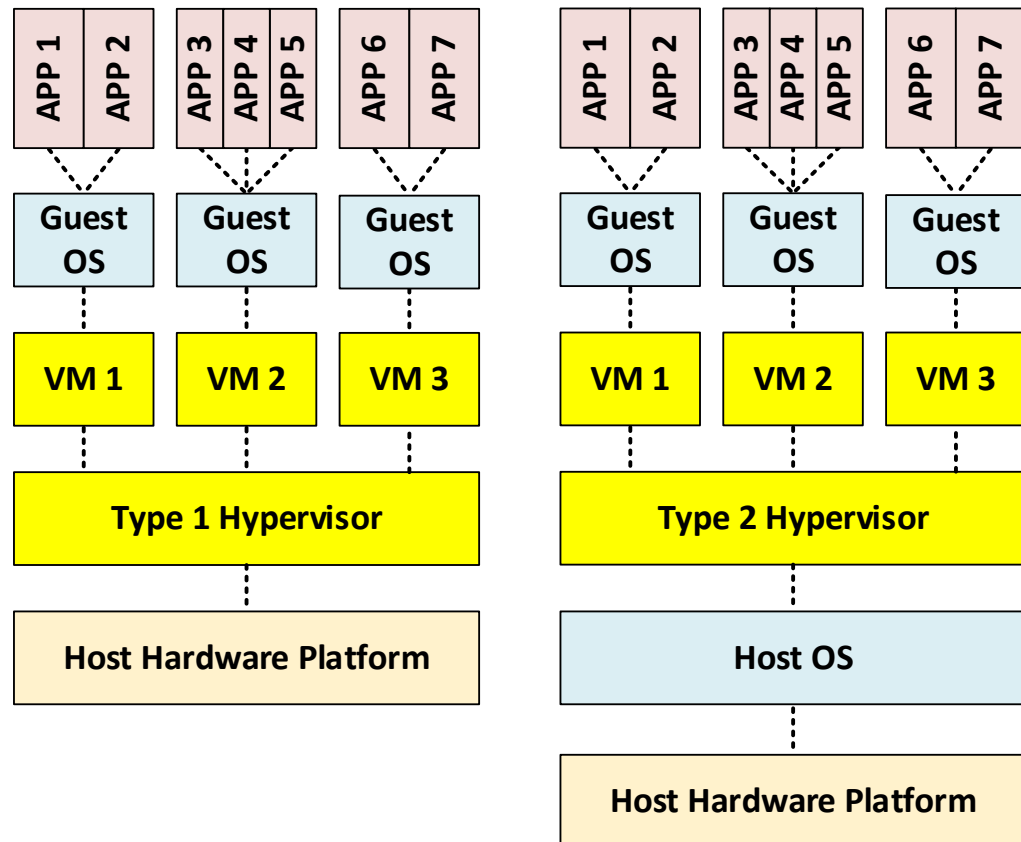 APP 1
APP 2
APP 3
APP 4
APP 5
APP 6
APP 7
Guest
OS
Guest
OS
Guest
OS
VM 1
VM 2
VM 3
Type 1 Hypervisor
Host Hardware Platform
APP 1
APP 2
APP 3
APP 4
APP 5
APP 6
APP 7
Guest
OS
Guest
OS
Guest
OS
VM 1
VM 2
VM 3
Type 2 Hypervisor
Host OS
Host Hardware Platform